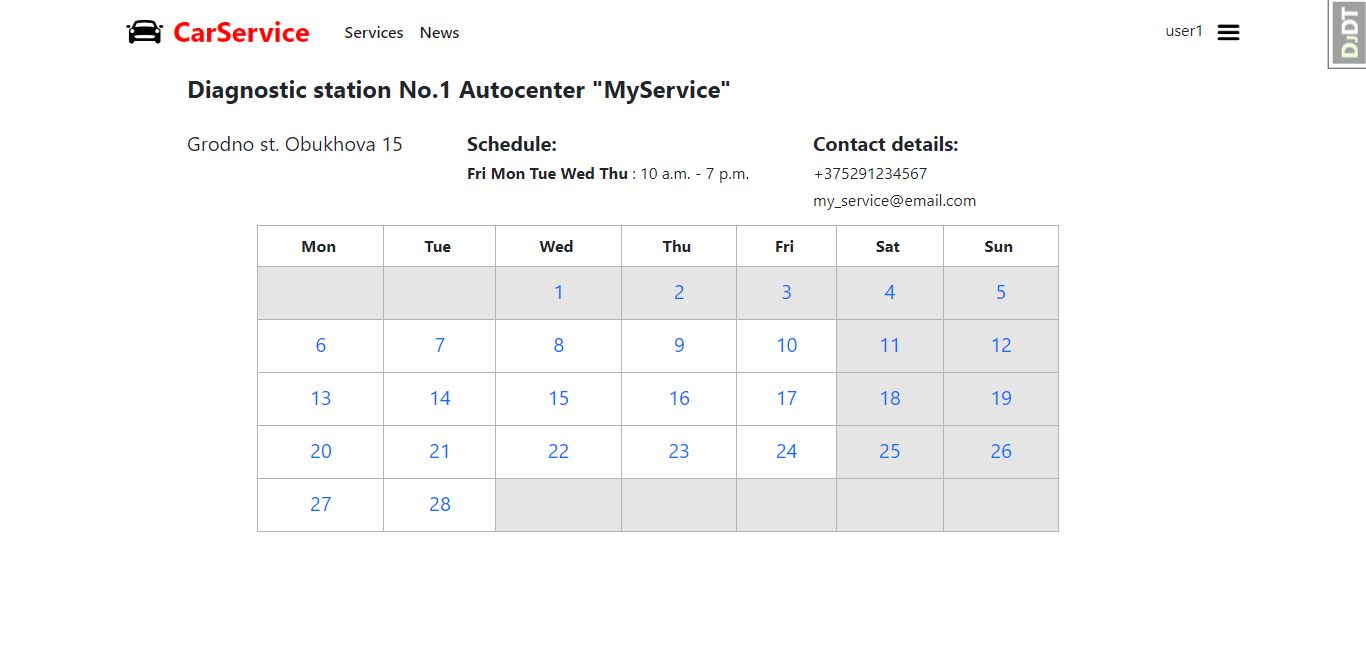 CarService Services News user1
DJDT
Diagnostic station No.1 Autocenter "MyService"
Grodno st. Obukhova 15
Schedule:
Fri Mon Tue Wed Thu : 10 a.m. - 7 p.m.
Contact details:
+375291234567
my_service@email.com
Mon Tue Wed Thu Fri Sat Sun
1 2 3 4 5
6 7 8 9 10 11 12
13 14 15 16 17 18 19
20 21 22 23 24 25 26
27 28